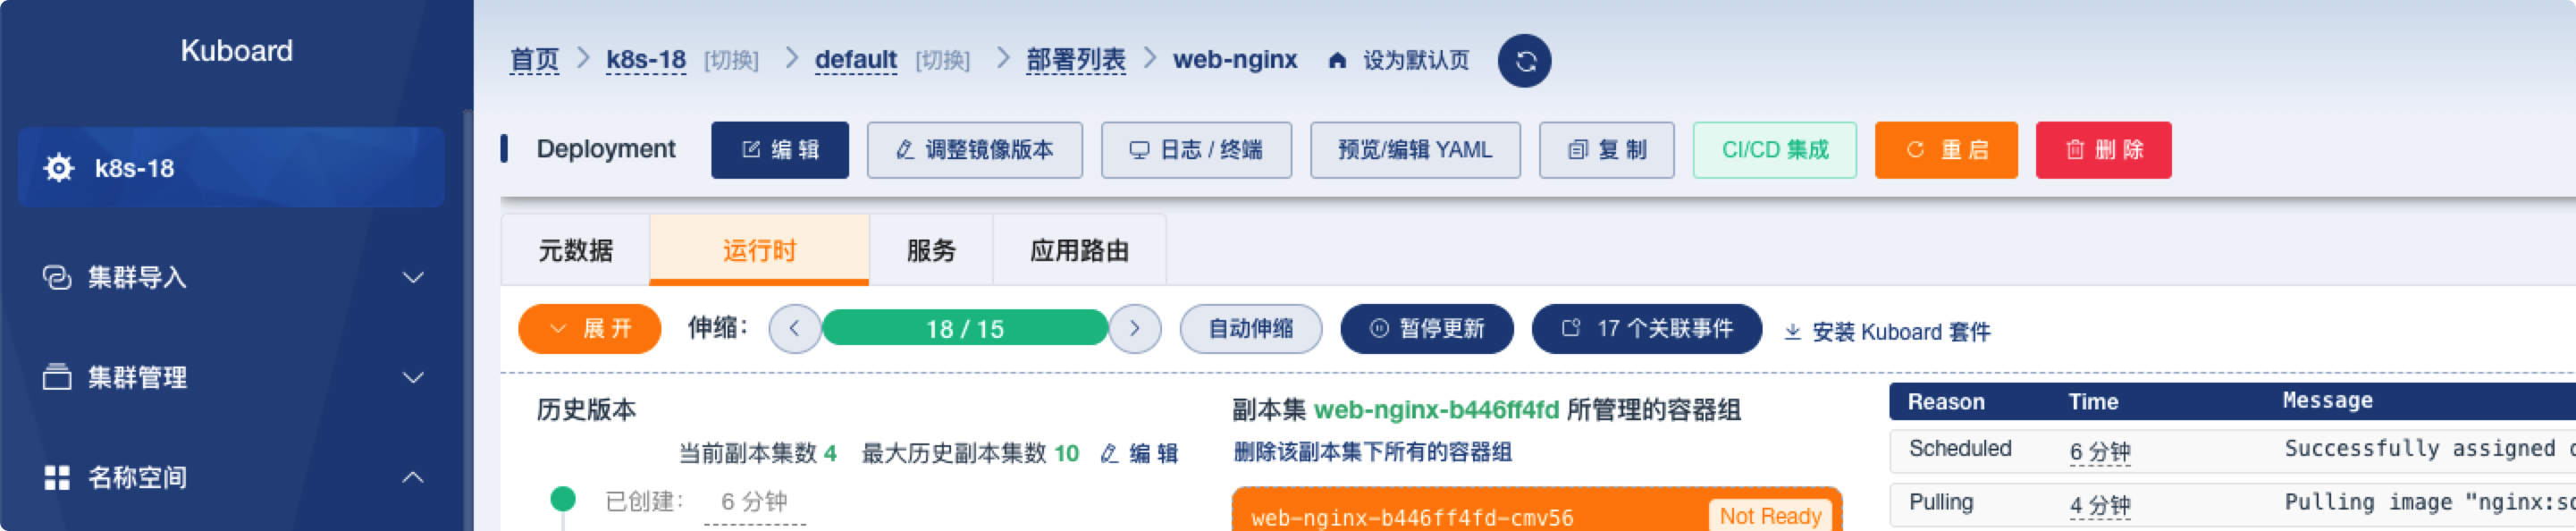 Kuboard
首页 > k8s-18 [切换] > default [切换] > 部署列表 > web-nginx 设为默认页
k8s-18
Deployment 编 辑 调整镜像版本 日志 / 终端 预览/编辑 YAML 复 制 CI/CD 集成 重 启 删 除
元数据 运行时 服务 应用路由
集群导入
展 开 伸缩: 18 / 15 自动伸缩 暂停更新 17 个关联事件 安装 Kuboard 套件
集群管理
历史版本
当前副本集数 4 最大历史副本集数 10 编 辑
已创建: 6 分钟
副本集 web-nginx-b446ff4fd 所管理的容器组
删除该副本集下所有的容器组
web-nginx-b446ff4fd-cmv56 Not Ready
Reason Time Message
Scheduled 6 分钟 Successfully assigned
Pulling 4 分钟 Pulling image "nginx:s
名称空间